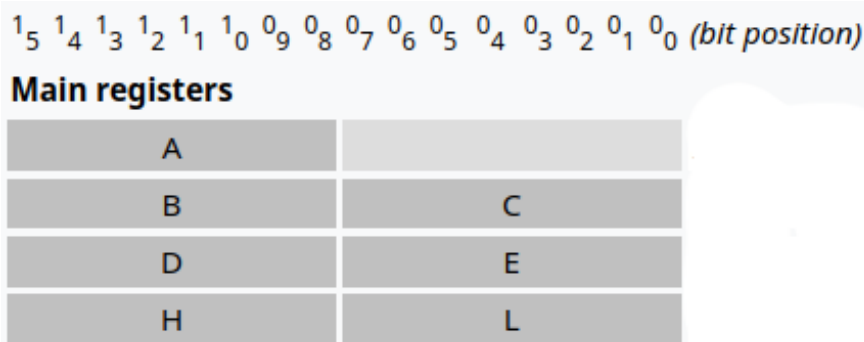 15 14 13 12 11 10 09 08 07 06 05 04 03 02 01 00 (bit position)
Main registers
A
B C
D E
H L